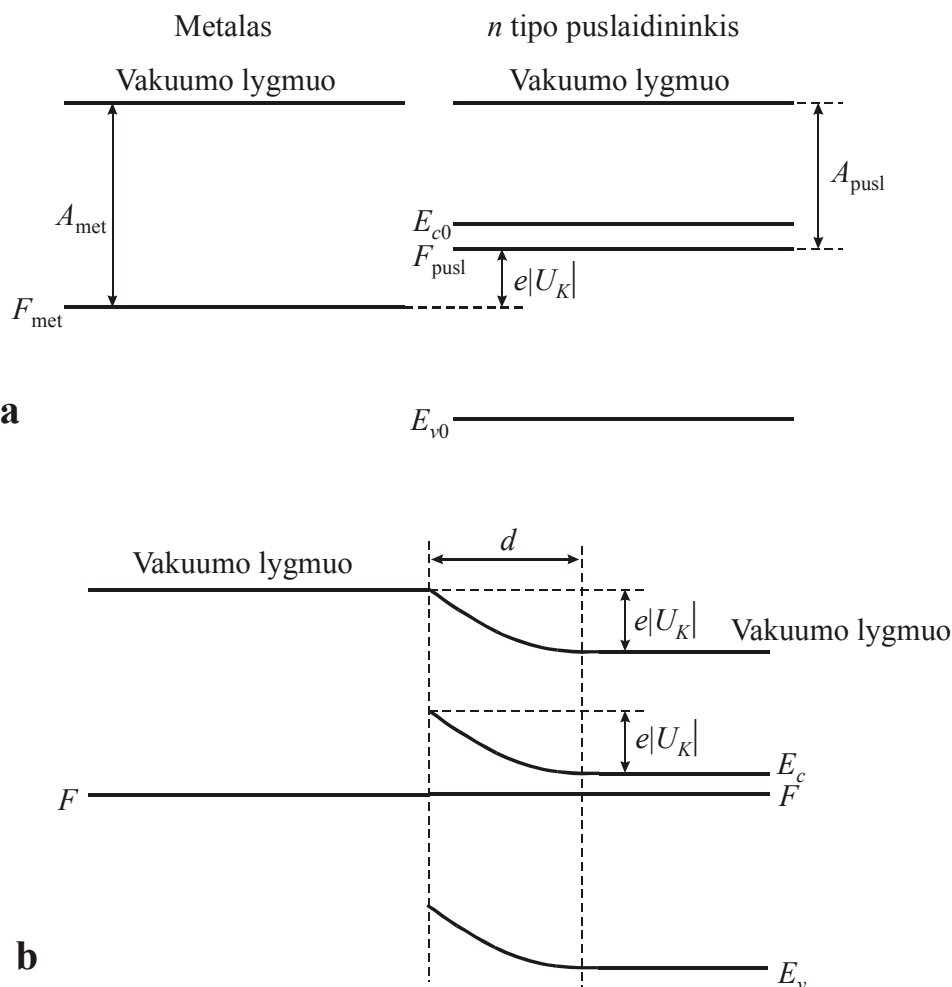 Metalas
n tipo puslaidininkis
Vakuumo lygmuo
Vakuumo lygmuo
A_met
A_pusl
E_c0
F_pusl
e|U_K|
F_met
a
E_v0
d
Vakuumo lygmuo
e|U_K|
Vakuumo lygmuo
e|U_K|
E_c
F
F
b
E_v